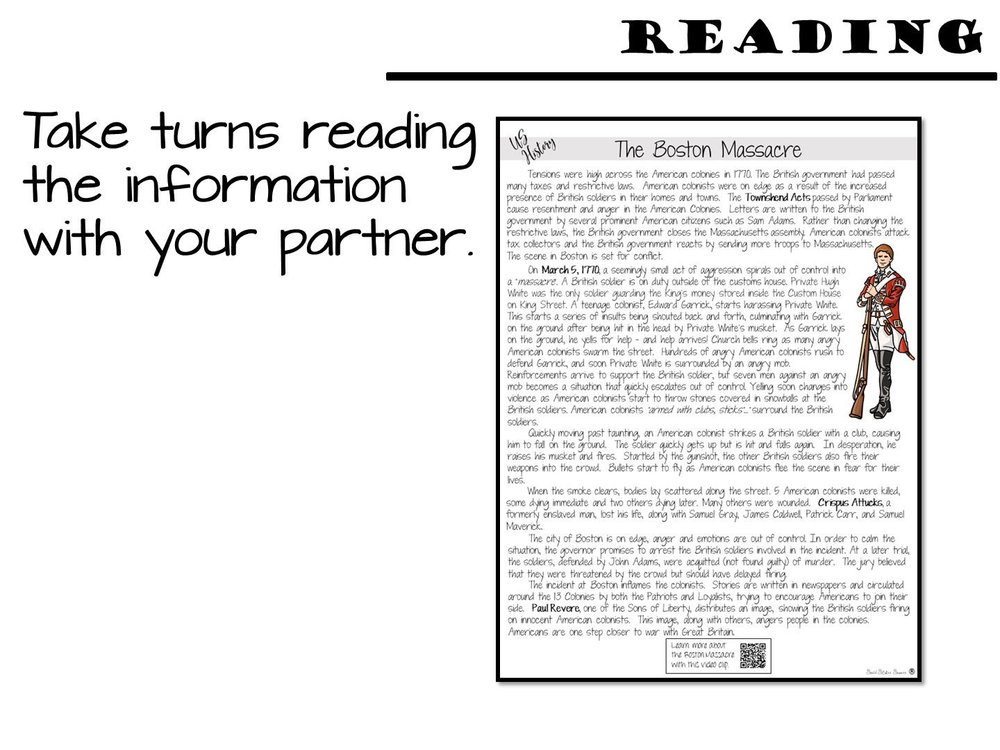 READING
Take turns reading
the information
with your partner.
US
History
The Boston Massacre
Tensions were high across the American colonies in 1770. The British government had passed
many taxes and restrictive laws. American colonists were on edge as a result of the increased
presence of British soldiers in their homes and towns. The Townshend Acts passed by Parliament
cause resentment and anger in the American Colonies. Letters are written to the British
government by several prominent American citizens such as Sam Adams. Rather than changing the
restrictive laws, the British government closes the Massachusetts assembly. American colonists attack
tax collectors and the British government reacts by sending more troops to Massachusetts.
The scene in Boston is set for conflict.
On March 5, 1770, a seemingly small act of aggression spirals out of control into
a "massacre". A British soldier is on duty outside of the customs house. Private Hugh
White was the only soldier guarding the King's money stored inside the Custom House
on King Street. A teenage colonist, Edward Garrick, starts harassing Private White.
This starts a series of insults being shouted back and forth, culminating with Garrick
on the ground after being hit in the head by Private White's musket. As Garrick lays
on the ground, he yells for help - and help arrives! Church bells ring as many angry
American colonists swarm the street. Hundreds of angry American colonists rush to
defend Garrick, and soon Private White is surrounded by an angry mob.
Reinforcements arrive to support the British soldier, but seven men against an angry
mob becomes a situation that quickly escalates out of control. Yelling soon changes into
violence as American colonists start to throw stones covered in snowballs at the
British soldiers. American colonists "armed with clubs, sticks"..." surround the British
soldiers.
Quickly moving past taunting, an American colonist strikes a British soldier with a club, causing
him to fall on the ground. The soldier quickly gets up but is hit and falls again. In desperation, he
raises his musket and fires. Startled by the gunshot, the other British soldiers also fire their
weapons into the crowd. Bullets start to fly as American colonists flee the scene in fear for their
lives.
When the smoke clears, bodies lay scattered along the street. 5 American colonists were killed,
some dying immediate and two others dying later. Many others were wounded. Crispus Attucks, a
formerly enslaved man, lost his life, along with Samuel Gray, James Caldwell, Patrick Carr, and Samuel
Maverick.
The city of Boston is on edge, anger and emotions are out of control. In order to calm the
situation, the governor promises to arrest the British soldiers involved in the incident. At a later trial,
the soldiers, defended by John Adams, were acquitted (not found guilty) of murder. The jury believed
that they were threatened by the crowd but should have delayed firing.
The incident at Boston inflames the colonists. Stories are written in newspapers and circulated
around the 13 Colonies by both the Patriots and Loyalists, trying to encourage Americans to join their
side. Paul Revere, one of the Sons of Liberty, distributes an image, showing the British soldiers firing
on innocent American colonists. This image, along with others, angers people in the colonies.
Americans are one step closer to war with Great Britain.
Learn more about
the Boston Massacre
with this video clip.